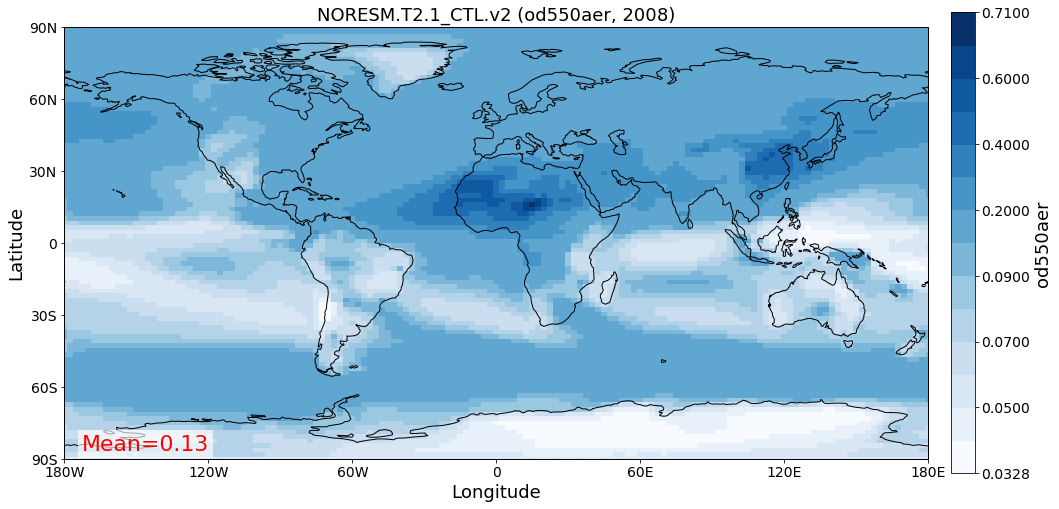 NORESM.T2.1_CTL.v2 (od550aer, 2008)
90N
60N
30N
0
30S
60S
90S
Latitude
180W
120W
60W
0
60E
120E
180E
Longitude
Mean=0.13
0.7100
0.6000
0.4000
0.2000
0.0900
0.0700
0.0500
0.0328
od550aer